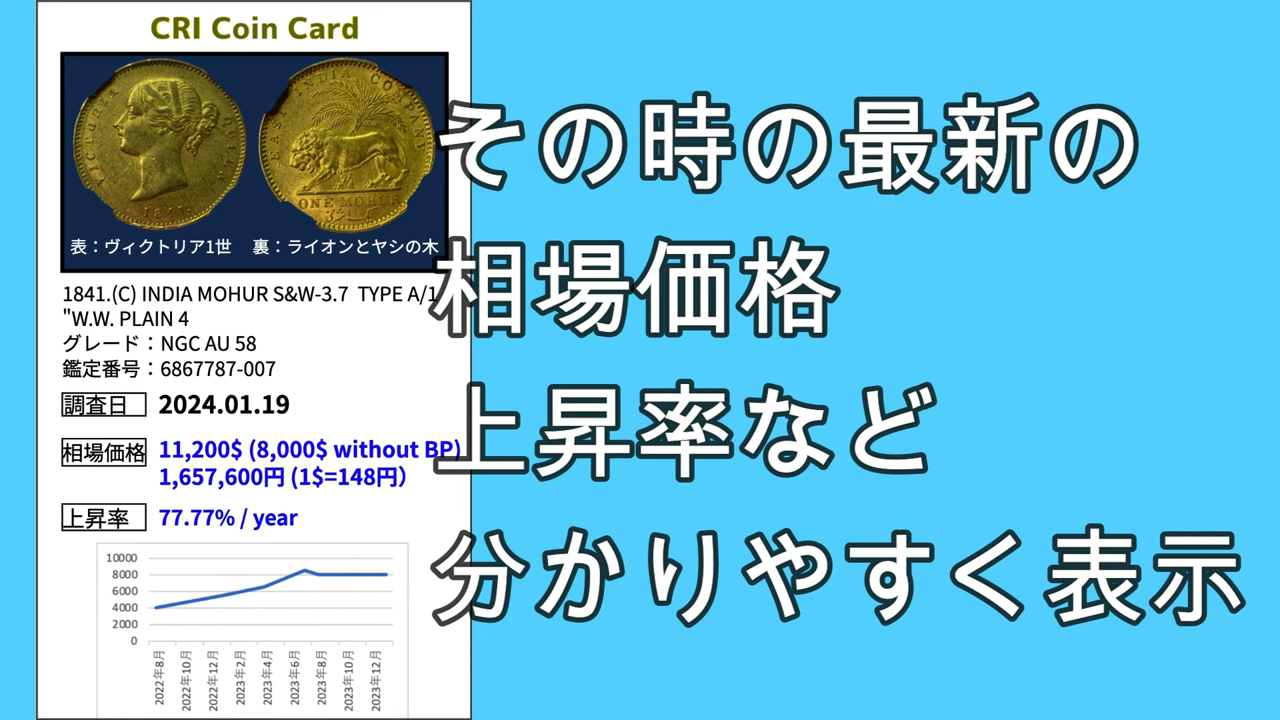 CRI Coin Card
VICTORIA QUEEN
1841
EAST INDIA COMPANY
ONE MOHUR
表：ヴィクトリア1世 裏：ライオンとヤシの木
1841.(C) INDIA MOHUR S&W-3.7 TYPE A/1
"W.W. PLAIN 4
グレード：NGC AU 58
鑑定番号：6867787-007
調査日 2024.01.19
相場価格 11,200$ (8,000$ without BP)
1,657,600円 (1$=148円）
上昇率 77.77% / year
10000
8000
6000
4000
2000
0
2022年8月
2022年10月
2022年12月
2023年2月
2023年4月
2023年6月
2023年8月
2023年10月
2023年12月
その時の最新の
相場価格
上昇率など
分かりやすく表示